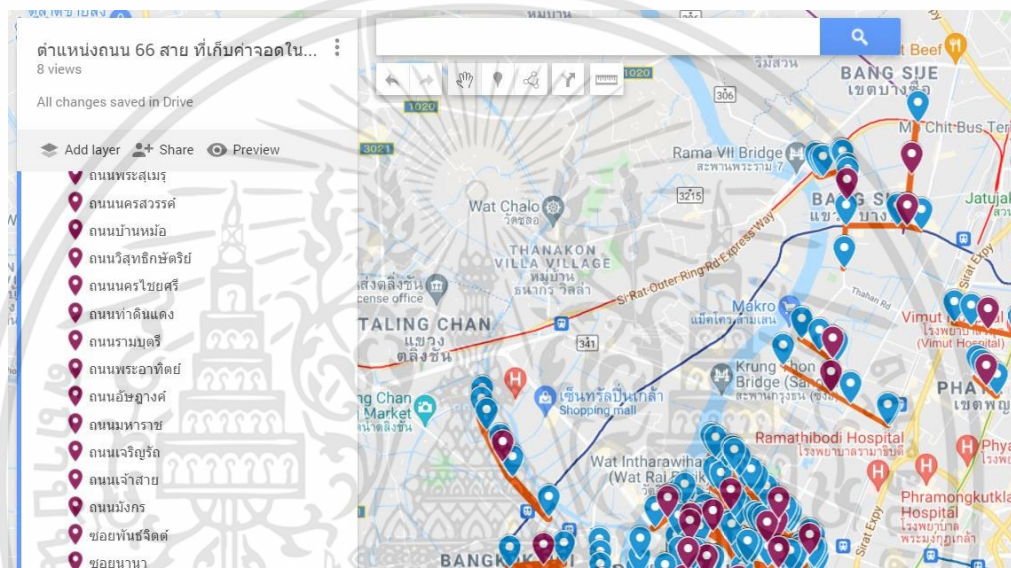 ตำแหน่งถนน 66 สาย ที่เก็บค่าจอดใน...
8 views
All changes saved in Drive
Add layer
Share
Preview
ถนนพระสุเมรุ
ถนนนครสวรรค์
ถนนบ้านหม้อ
ถนนวิสุทธิกษัตริย์
ถนนนครไชยศรี
ถนนท่าดินแดง
ถนนรามบุตรี
ถนนพระอาทิตย์
ถนนอัษฎางค์
ถนนมหาราช
ถนนเจริญรัถ
ถนนเจ้าสาย
ถนนมังกร
ซอยพันธ์จิตต์
ซอยนานา
t Beef
ริมสวน
BANG SUE
เขตบางซื่อ
1020
306
1020
Chit Bus Ter
3021
Rama VII Bridge
สะพานพระราม 7
3215
Jatujak
Wat Chalo
วัดชลอ
THANAKON
VILLA VILLAGE
หมู่บ้าน
ธนากร วิลล่า
Si Rat-Outer Ring Rd Express Way
Sirat Expy
cense office
Makro
แม็คโคร สามเสน
Thahan Rd
TALING CHAN
แขวง
ตลิ่งชัน
341
Vimut
(Vimut Hospital)
Krung
Bridge (Sang
สะพานกรุงธน
PHA
เขตพญ
ng Chan
Market
เซ็นทรัลปิ่นเกล้า
Shopping mall
Ramathibodi Hospital
โรงพยาบาลรามาธิบดี
Phya
Wat Intharawiha
(Wat Rai
Phramongkutkla
Hospital
โรงพยาบาล
พระมงกุฎเกล้า
Sirat Expy